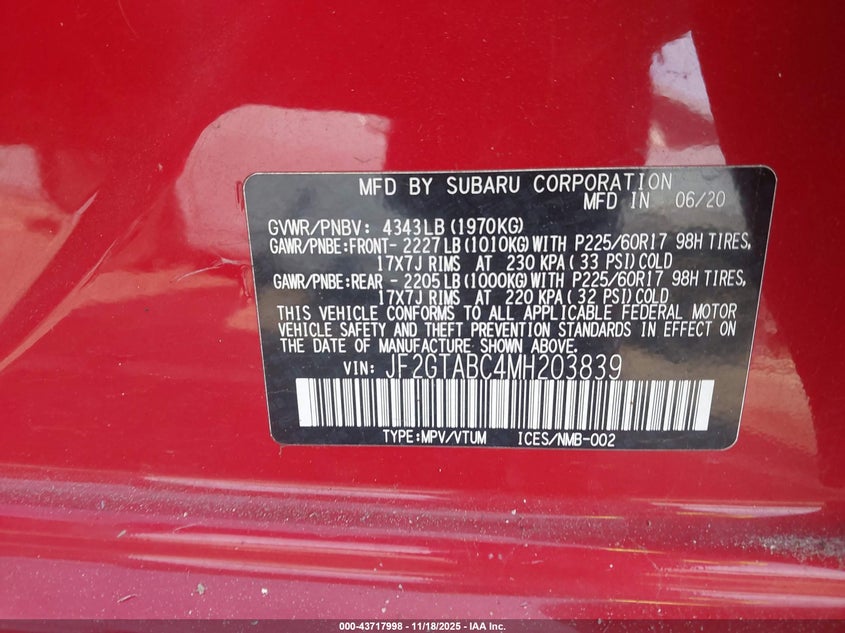 MFD BY SUBARU CORPORATION
MFD IN 06/20
GVWR/PNBV: 4343LB (1970KG)
GAWR/PNBE:FRONT- 2227 LB (1010KG) WITH P225/60R17 98H TIRES,
17X7J RIMS AT 230 KPA ( 33 PSI) COLD
GAWR/PNBE:REAR - 2205 LB (1000KG) WITH P225/60R17 98H TIRES,
17X7J RIMS AT 220 KPA ( 32 PSI) COLD
THIS VEHICLE CONFORMS TO ALL APPLICABLE FEDERAL MOTOR
VEHICLE SAFETY AND THEFT PREVENTION STANDARDS IN EFFECT ON
THE DATE OF MANUFACTURE SHOWN ABOVE.
VIN: JF2GTABC4MH203839
TYPE:MPV/VTUM ICES/NMB-002
000-43717998 - 11/18/2025 - IAA Inc.